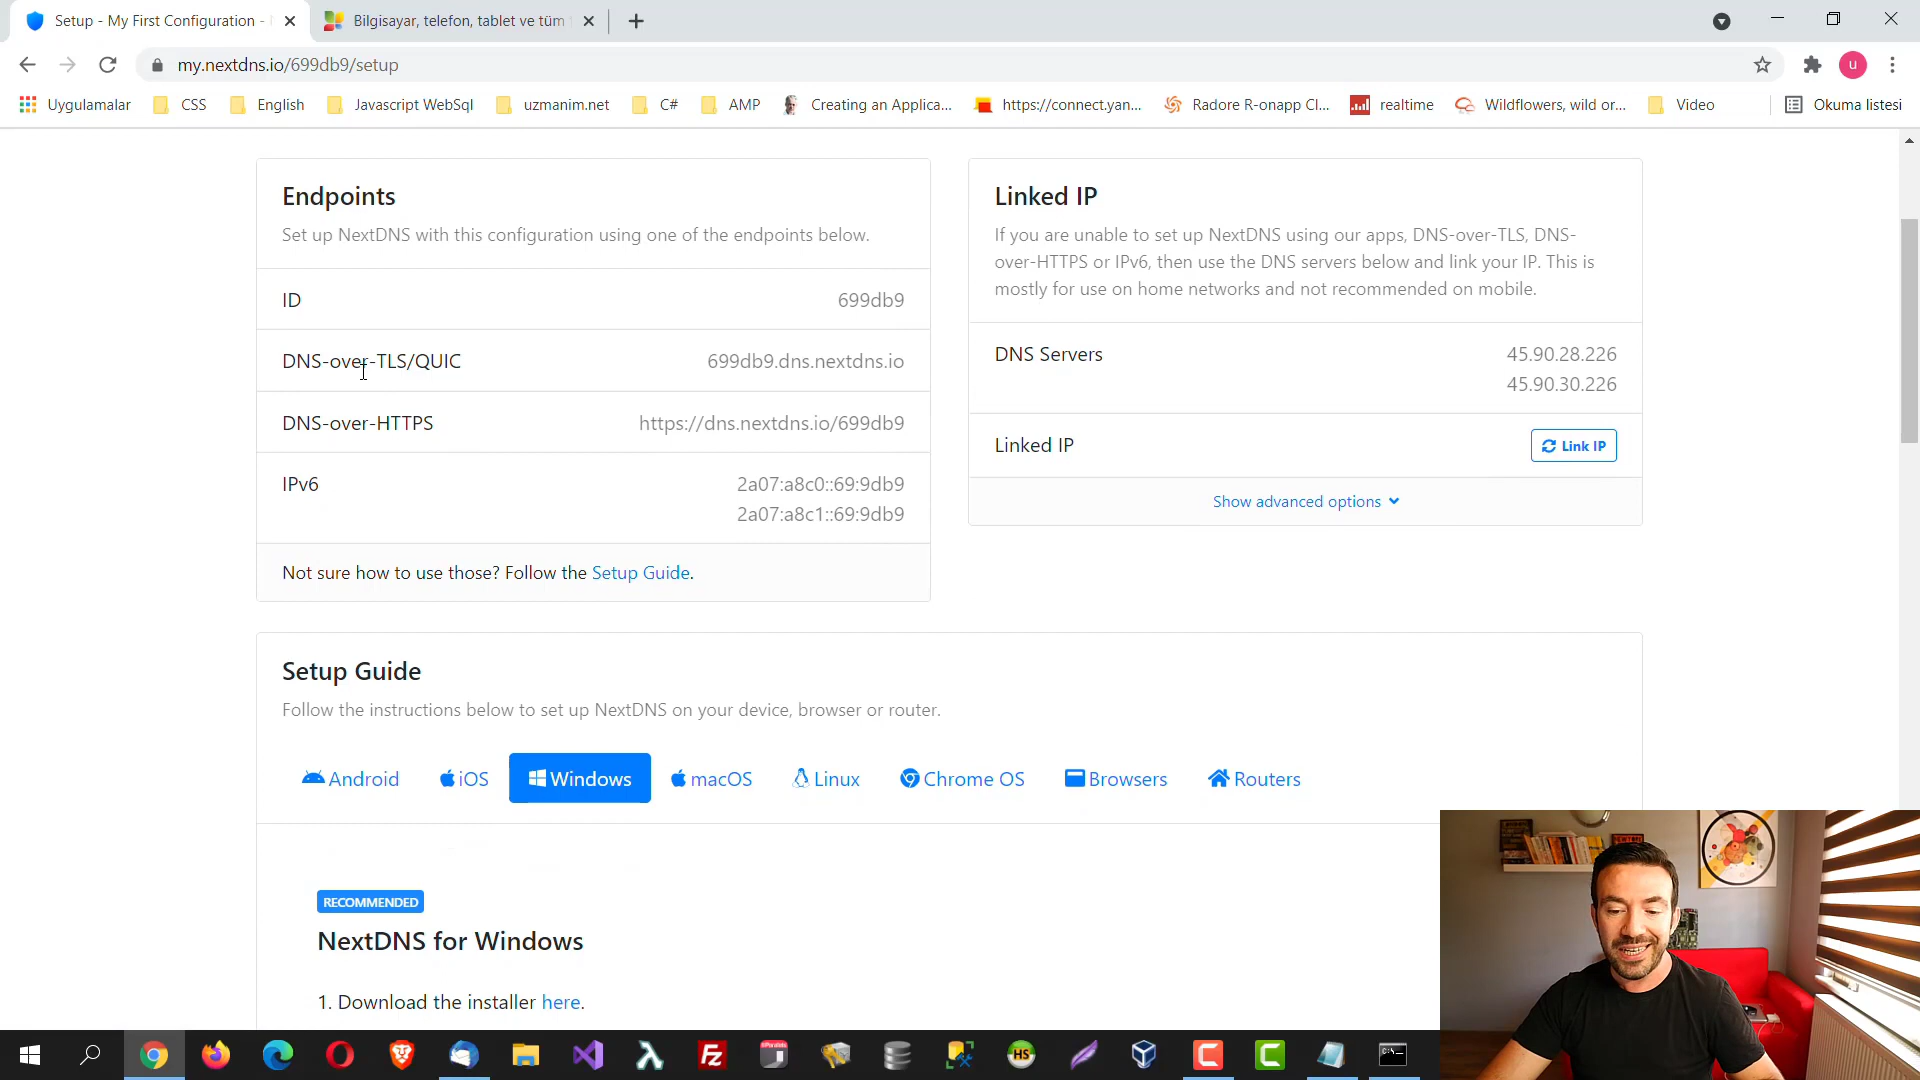 Setup - My First Configuration -
Bilgisayar, telefon, tablet ve tüm
my.nextdns.io/699db9/setup
u
Uygulamalar
CSS
English
Javascript WebSql
uzmanim.net
C#
AMP
Creating an Applica...
https://connect.yan...
Radore R-onapp Cl...
realtime
Wildflowers, wild or...
Video
Okuma listesi
Endpoints
Set up NextDNS with this configuration using one of the endpoints below.
ID 699db9
DNS-over-TLS/QUIC 699db9.dns.nextdns.io
DNS-over-HTTPS https://dns.nextdns.io/699db9
IPv6 2a07:a8c0::69:9db9
2a07:a8c1::69:9db9
Not sure how to use those? Follow the Setup Guide.
Linked IP
If you are unable to set up NextDNS using our apps, DNS-over-TLS, DNS-
over-HTTPS or IPv6, then use the DNS servers below and link your IP. This is
mostly for use on home networks and not recommended on mobile.
DNS Servers 45.90.28.226
45.90.30.226
Linked IP Link IP
Show advanced options
Setup Guide
Follow the instructions below to set up NextDNS on your device, browser or router.
Android
iOS
Windows
macOS
Linux
Chrome OS
Browsers
Routers
RECOMMENDED
NextDNS for Windows
1. Download the installer here.
HS